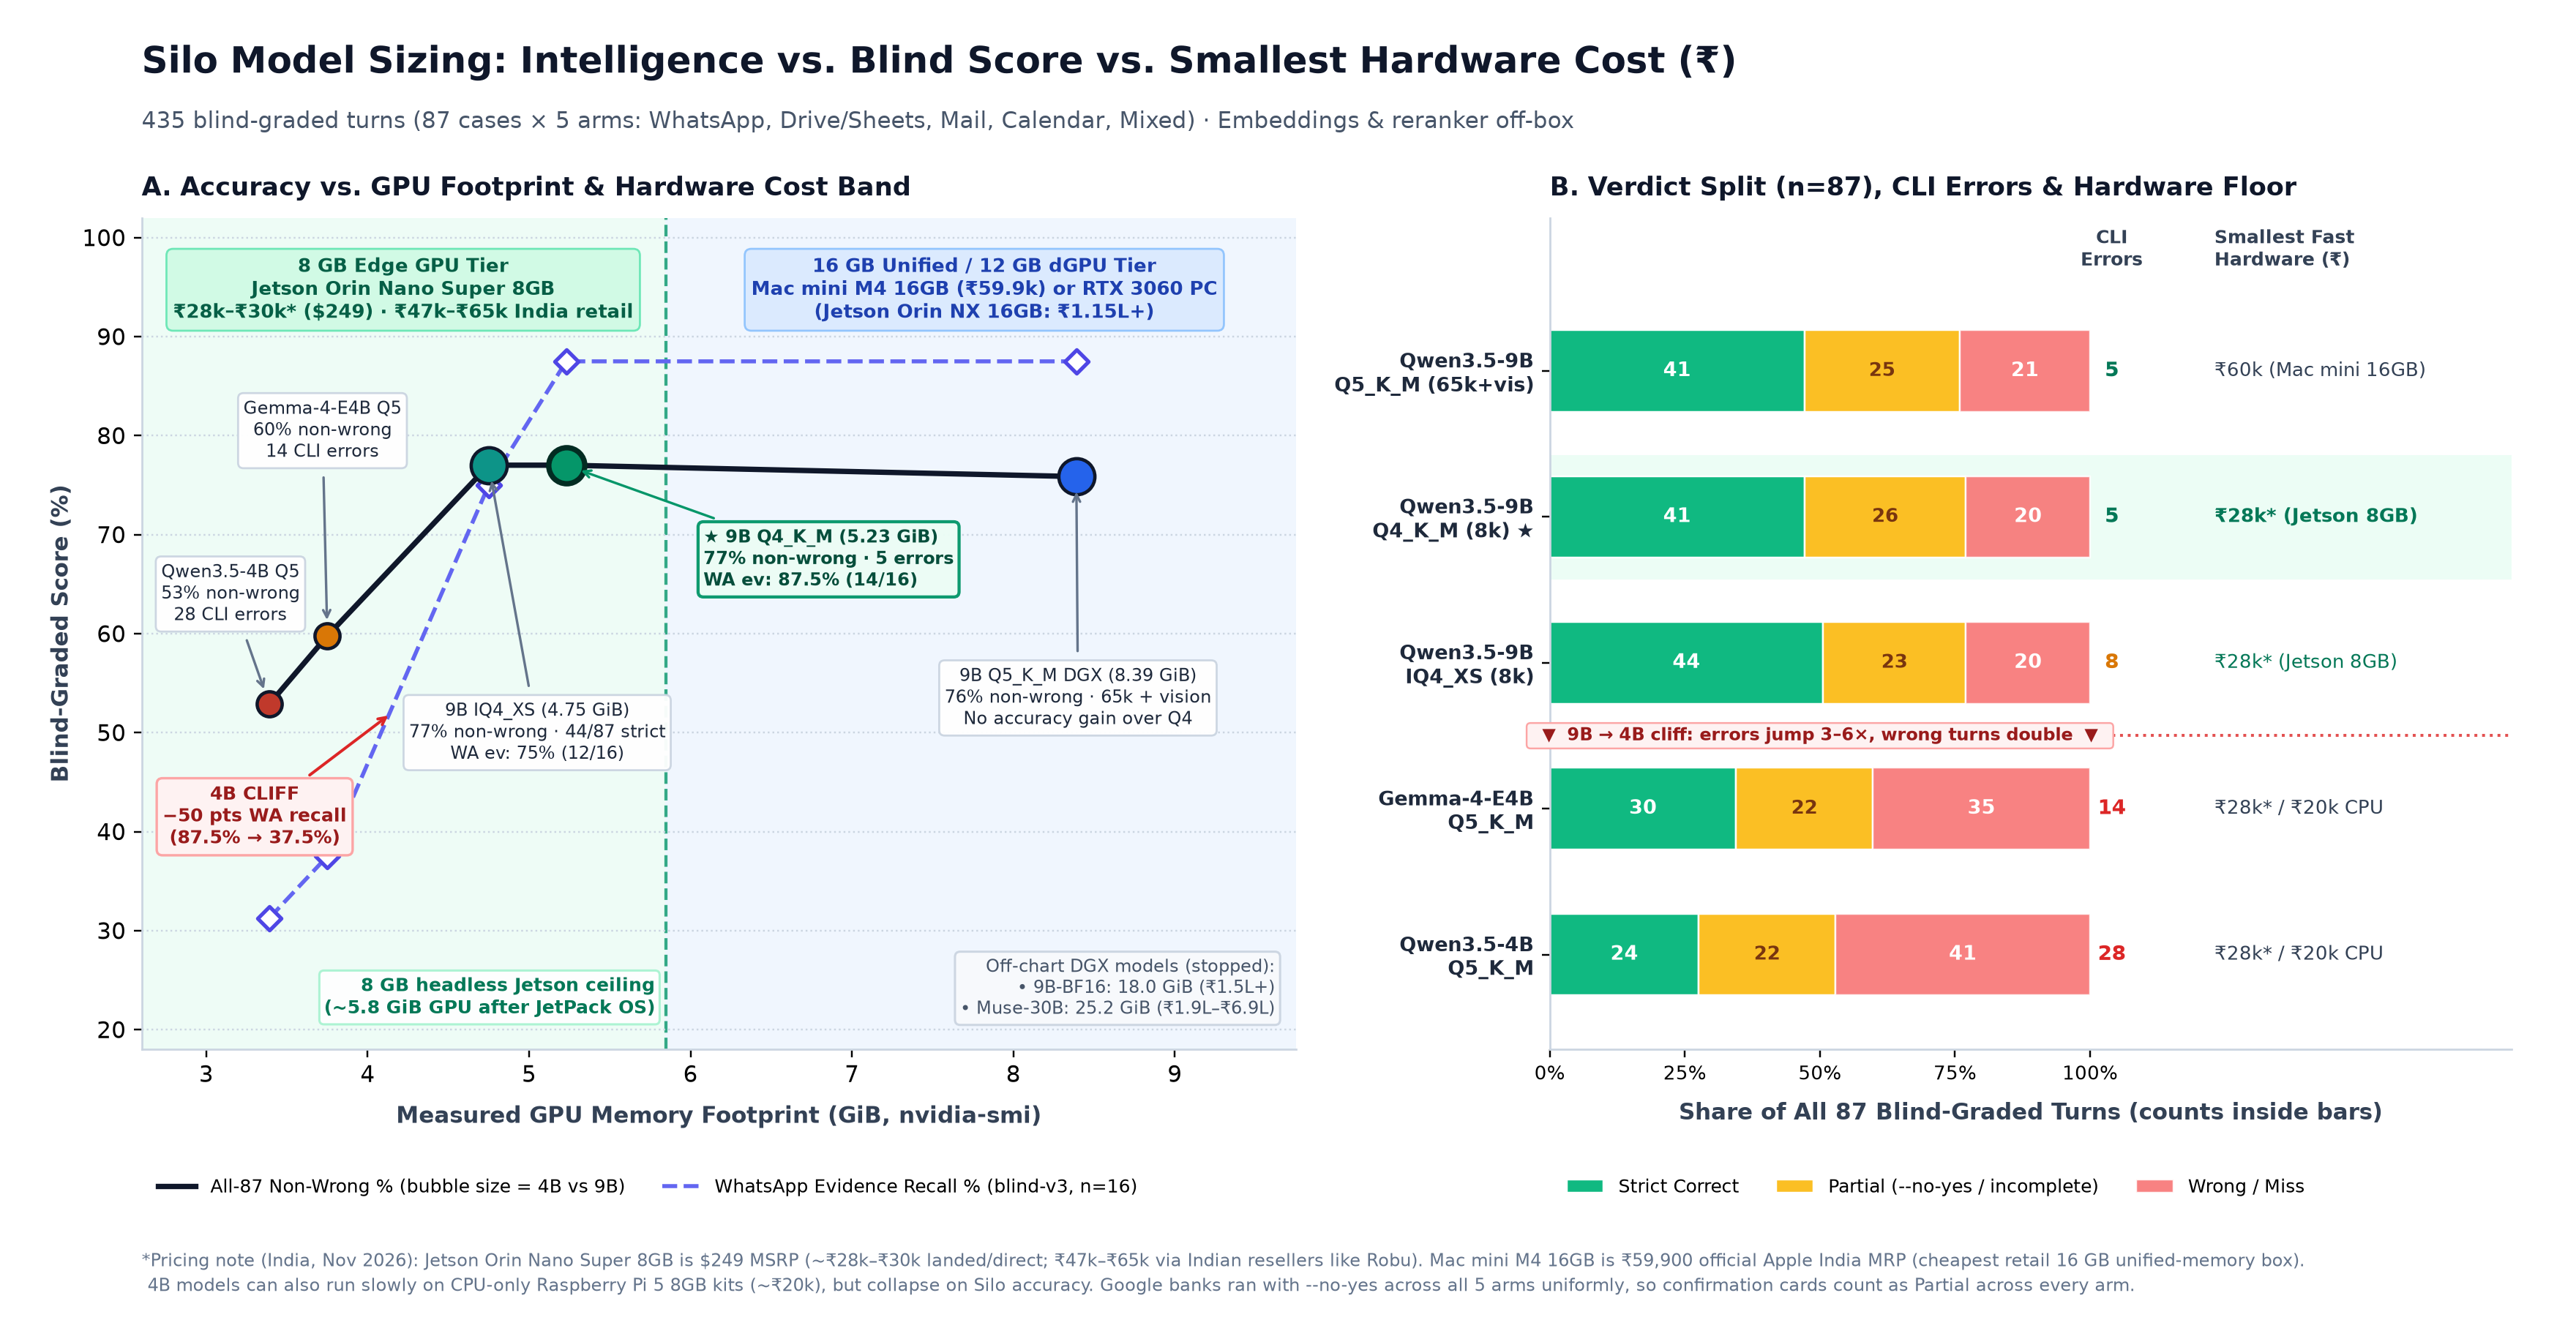 Silo Model Sizing: Intelligence vs. Blind Score vs. Smallest Hardware Cost (₹)
435 blind-graded turns (87 cases × 5 arms: WhatsApp, Drive/Sheets, Mail, Calendar, Mixed) · Embeddings & reranker off-box
A. Accuracy vs. GPU Footprint & Hardware Cost Band
Blind-Graded Score (%)
100
90
80
70
60
50
40
30
20
8 GB Edge GPU Tier
Jetson Orin Nano Super 8GB
₹28k–₹30k* ($249) · ₹47k–₹65k India retail
16 GB Unified / 12 GB dGPU Tier
Mac mini M4 16GB (₹59.9k) or RTX 3060 PC
(Jetson Orin NX 16GB: ₹1.15L+)
Gemma-4-E4B Q5
60% non-wrong
14 CLI errors
Qwen3.5-4B Q5
53% non-wrong
28 CLI errors
★ 9B Q4_K_M (5.23 GiB)
77% non-wrong · 5 errors
WA ev: 87.5% (14/16)
9B IQ4_XS (4.75 GiB)
77% non-wrong · 44/87 strict
WA ev: 75% (12/16)
9B Q5_K_M DGX (8.39 GiB)
76% non-wrong · 65k + vision
No accuracy gain over Q4
4B CLIFF
−50 pts WA recall
(87.5% → 37.5%)
8 GB headless Jetson ceiling
(~5.8 GiB GPU after JetPack OS)
Off-chart DGX models (stopped):
• 9B-BF16: 18.0 GiB (₹1.5L+)
• Muse-30B: 25.2 GiB (₹1.9L–₹6.9L)
3 4 5 6 7 8 9
Measured GPU Memory Footprint (GiB, nvidia-smi)
All-87 Non-Wrong % (bubble size = 4B vs 9B)
WhatsApp Evidence Recall % (blind-v3, n=16)
B. Verdict Split (n=87), CLI Errors & Hardware Floor
CLI
Errors
Smallest Fast
Hardware (₹)
Qwen3.5-9B
Q5_K_M (65k+vis)
41 25 21 5 ₹60k (Mac mini 16GB)
Qwen3.5-9B
Q4_K_M (8k) ★
41 26 20 5 ₹28k* (Jetson 8GB)
Qwen3.5-9B
IQ4_XS (8k)
44 23 20 8 ₹28k* (Jetson 8GB)
▼ 9B → 4B cliff: errors jump 3–6×, wrong turns double ▼
Gemma-4-E4B
Q5_K_M
30 22 35 14 ₹28k* / ₹20k CPU
Qwen3.5-4B
Q5_K_M
24 22 41 28 ₹28k* / ₹20k CPU
0% 25% 50% 75% 100%
Share of All 87 Blind-Graded Turns (counts inside bars)
Strict Correct
Partial (--no-yes / incomplete)
Wrong / Miss
*Pricing note (India, Nov 2026): Jetson Orin Nano Super 8GB is $249 MSRP (~₹28k–₹30k landed/direct; ₹47k–₹65k via Indian resellers like Robu). Mac mini M4 16GB is ₹59,900 official Apple India MRP (cheapest retail 16 GB unified-memory box).
4B models can also run slowly on CPU-only Raspberry Pi 5 8GB kits (~₹20k), but collapse on Silo accuracy. Google banks ran with --no-yes across all 5 arms uniformly, so confirmation cards count as Partial across every arm.